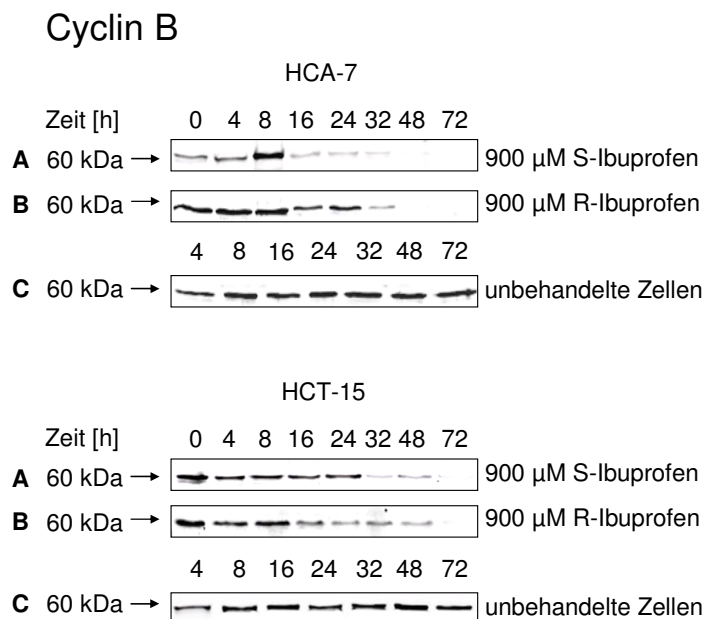 Cyclin B
HCA-7
Zeit [h] 0 4 8 16 24 32 48 72
A 60 kDa → 900 µM S-Ibuprofen
B 60 kDa → 900 µM R-Ibuprofen
4 8 16 24 32 48 72
C 60 kDa → unbehandelte Zellen
HCT-15
Zeit [h] 0 4 8 16 24 32 48 72
A 60 kDa → 900 µM S-Ibuprofen
B 60 kDa → 900 µM R-Ibuprofen
4 8 16 24 32 48 72
C 60 kDa → unbehandelte Zellen